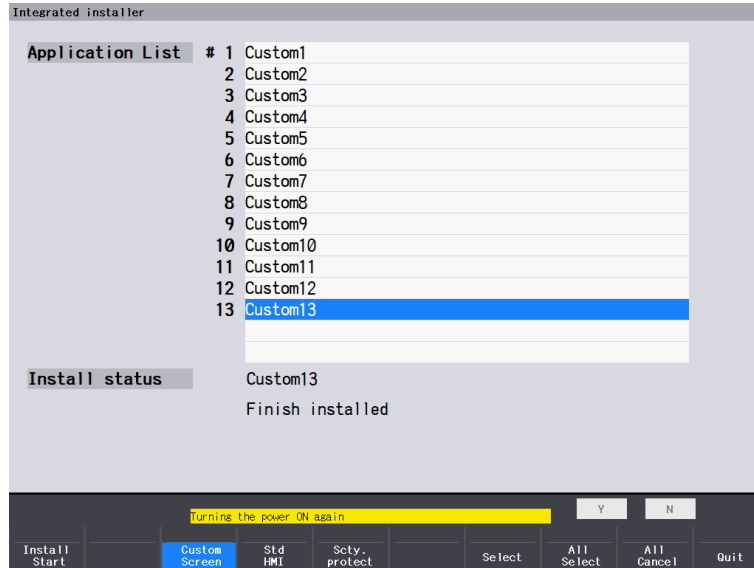 Integrated installer
Application List # 1 Custom1
2 Custom2
3 Custom3
4 Custom4
5 Custom5
6 Custom6
7 Custom7
8 Custom8
9 Custom9
10 Custom10
11 Custom11
12 Custom12
13 Custom13
Install status Custom13
Finish installed
Turning the power ON again Y N
Install Start Custom Screen Std HMI Scty. protect Select All Select All Cancel Quit